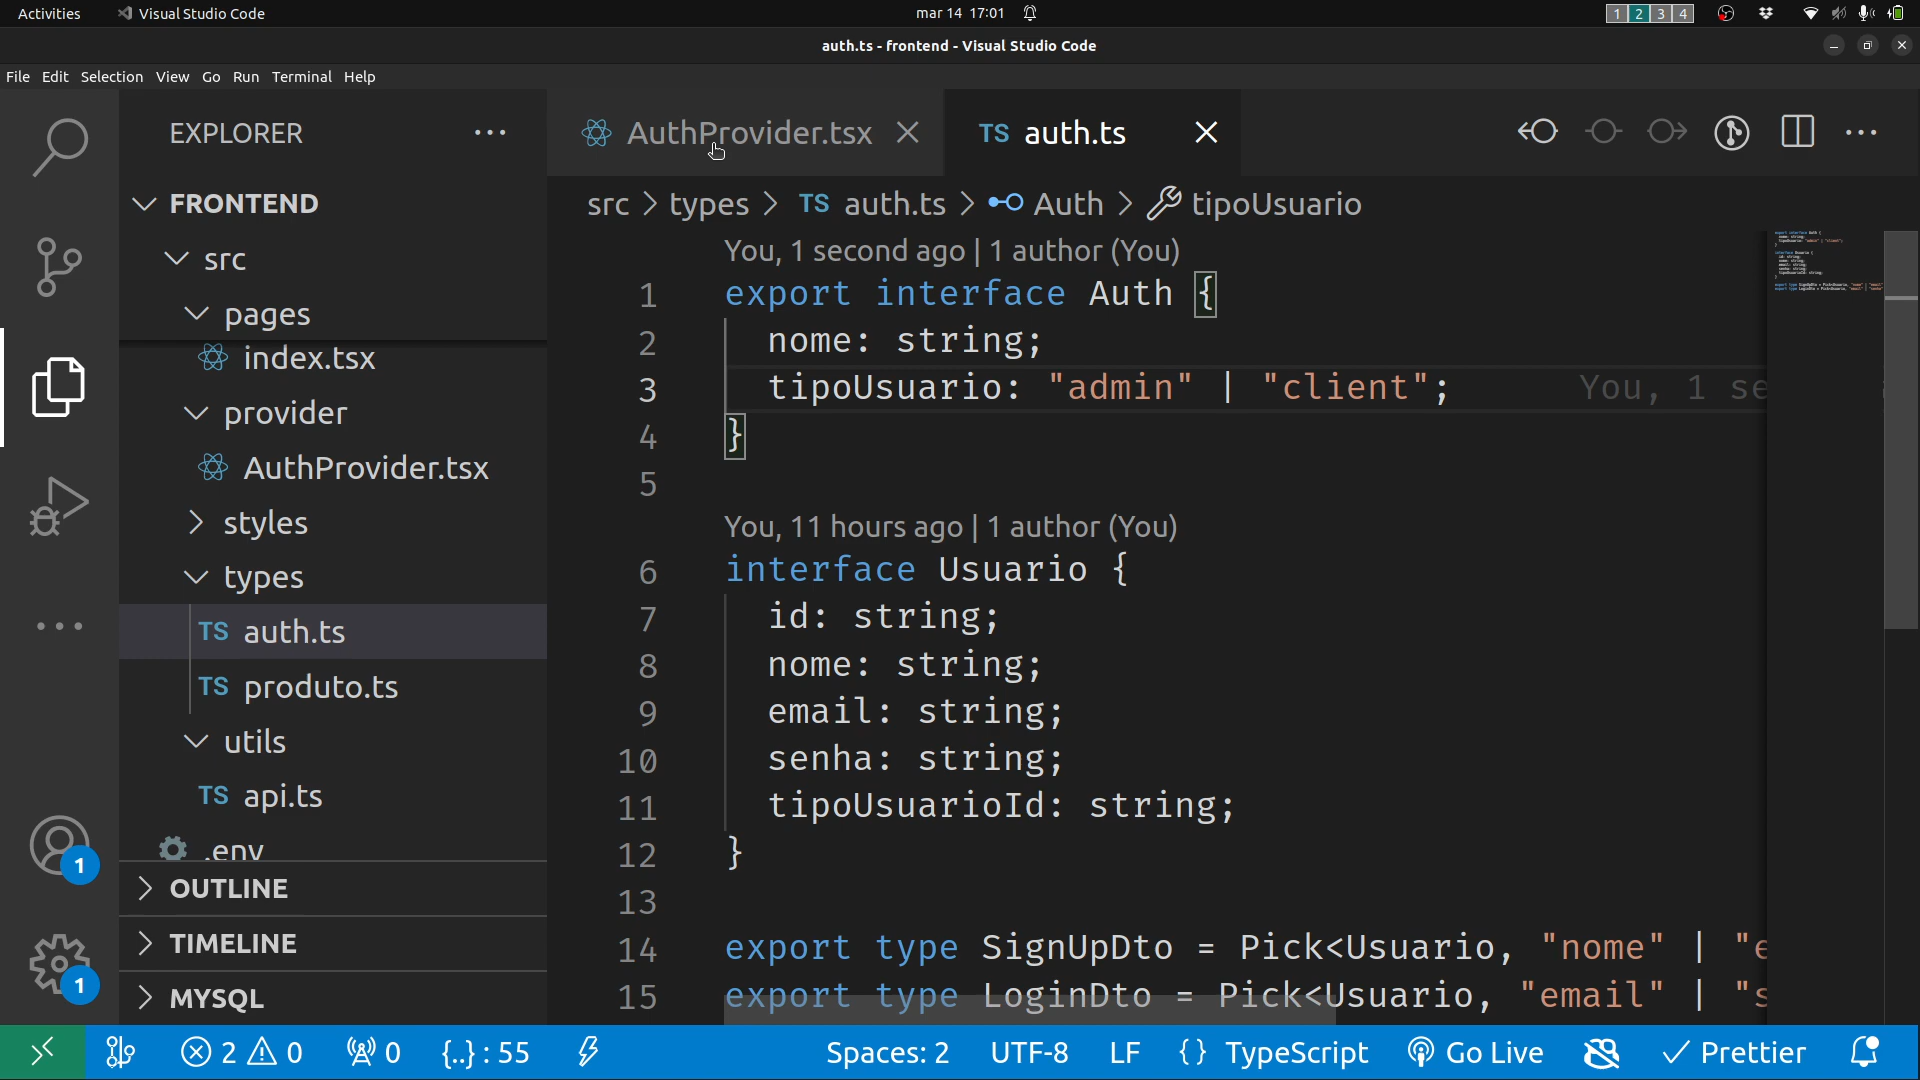 Activities Visual Studio Code mar 14 17:01 1 2 3 4
auth.ts - frontend - Visual Studio Code
File Edit Selection View Go Run Terminal Help
EXPLORER
FRONTEND
src
pages
index.tsx
provider
AuthProvider.tsx
styles
types
TS auth.ts
TS produto.ts
utils
TS api.ts
.env
OUTLINE
TIMELINE
MYSQL
1
1
AuthProvider.tsx
TS auth.ts
src > types > TS auth.ts > Auth > tipoUsuario
You, 1 second ago | 1 author (You)
1 export interface Auth {
2 nome: string;
3 tipoUsuario: "admin" | "client"; You, 1 se
4 }
5
You, 11 hours ago | 1 author (You)
6 interface Usuario {
7 id: string;
8 nome: string;
9 email: string;
10 senha: string;
11 tipoUsuarioId: string;
12 }
13
14 export type SignUpDto = Pick<Usuario, "nome" | "e
15 export type LoginDto = Pick<Usuario, "email" | "s
2 0 0 {..} : 55 Spaces: 2 UTF-8 LF {} TypeScript Go Live Prettier